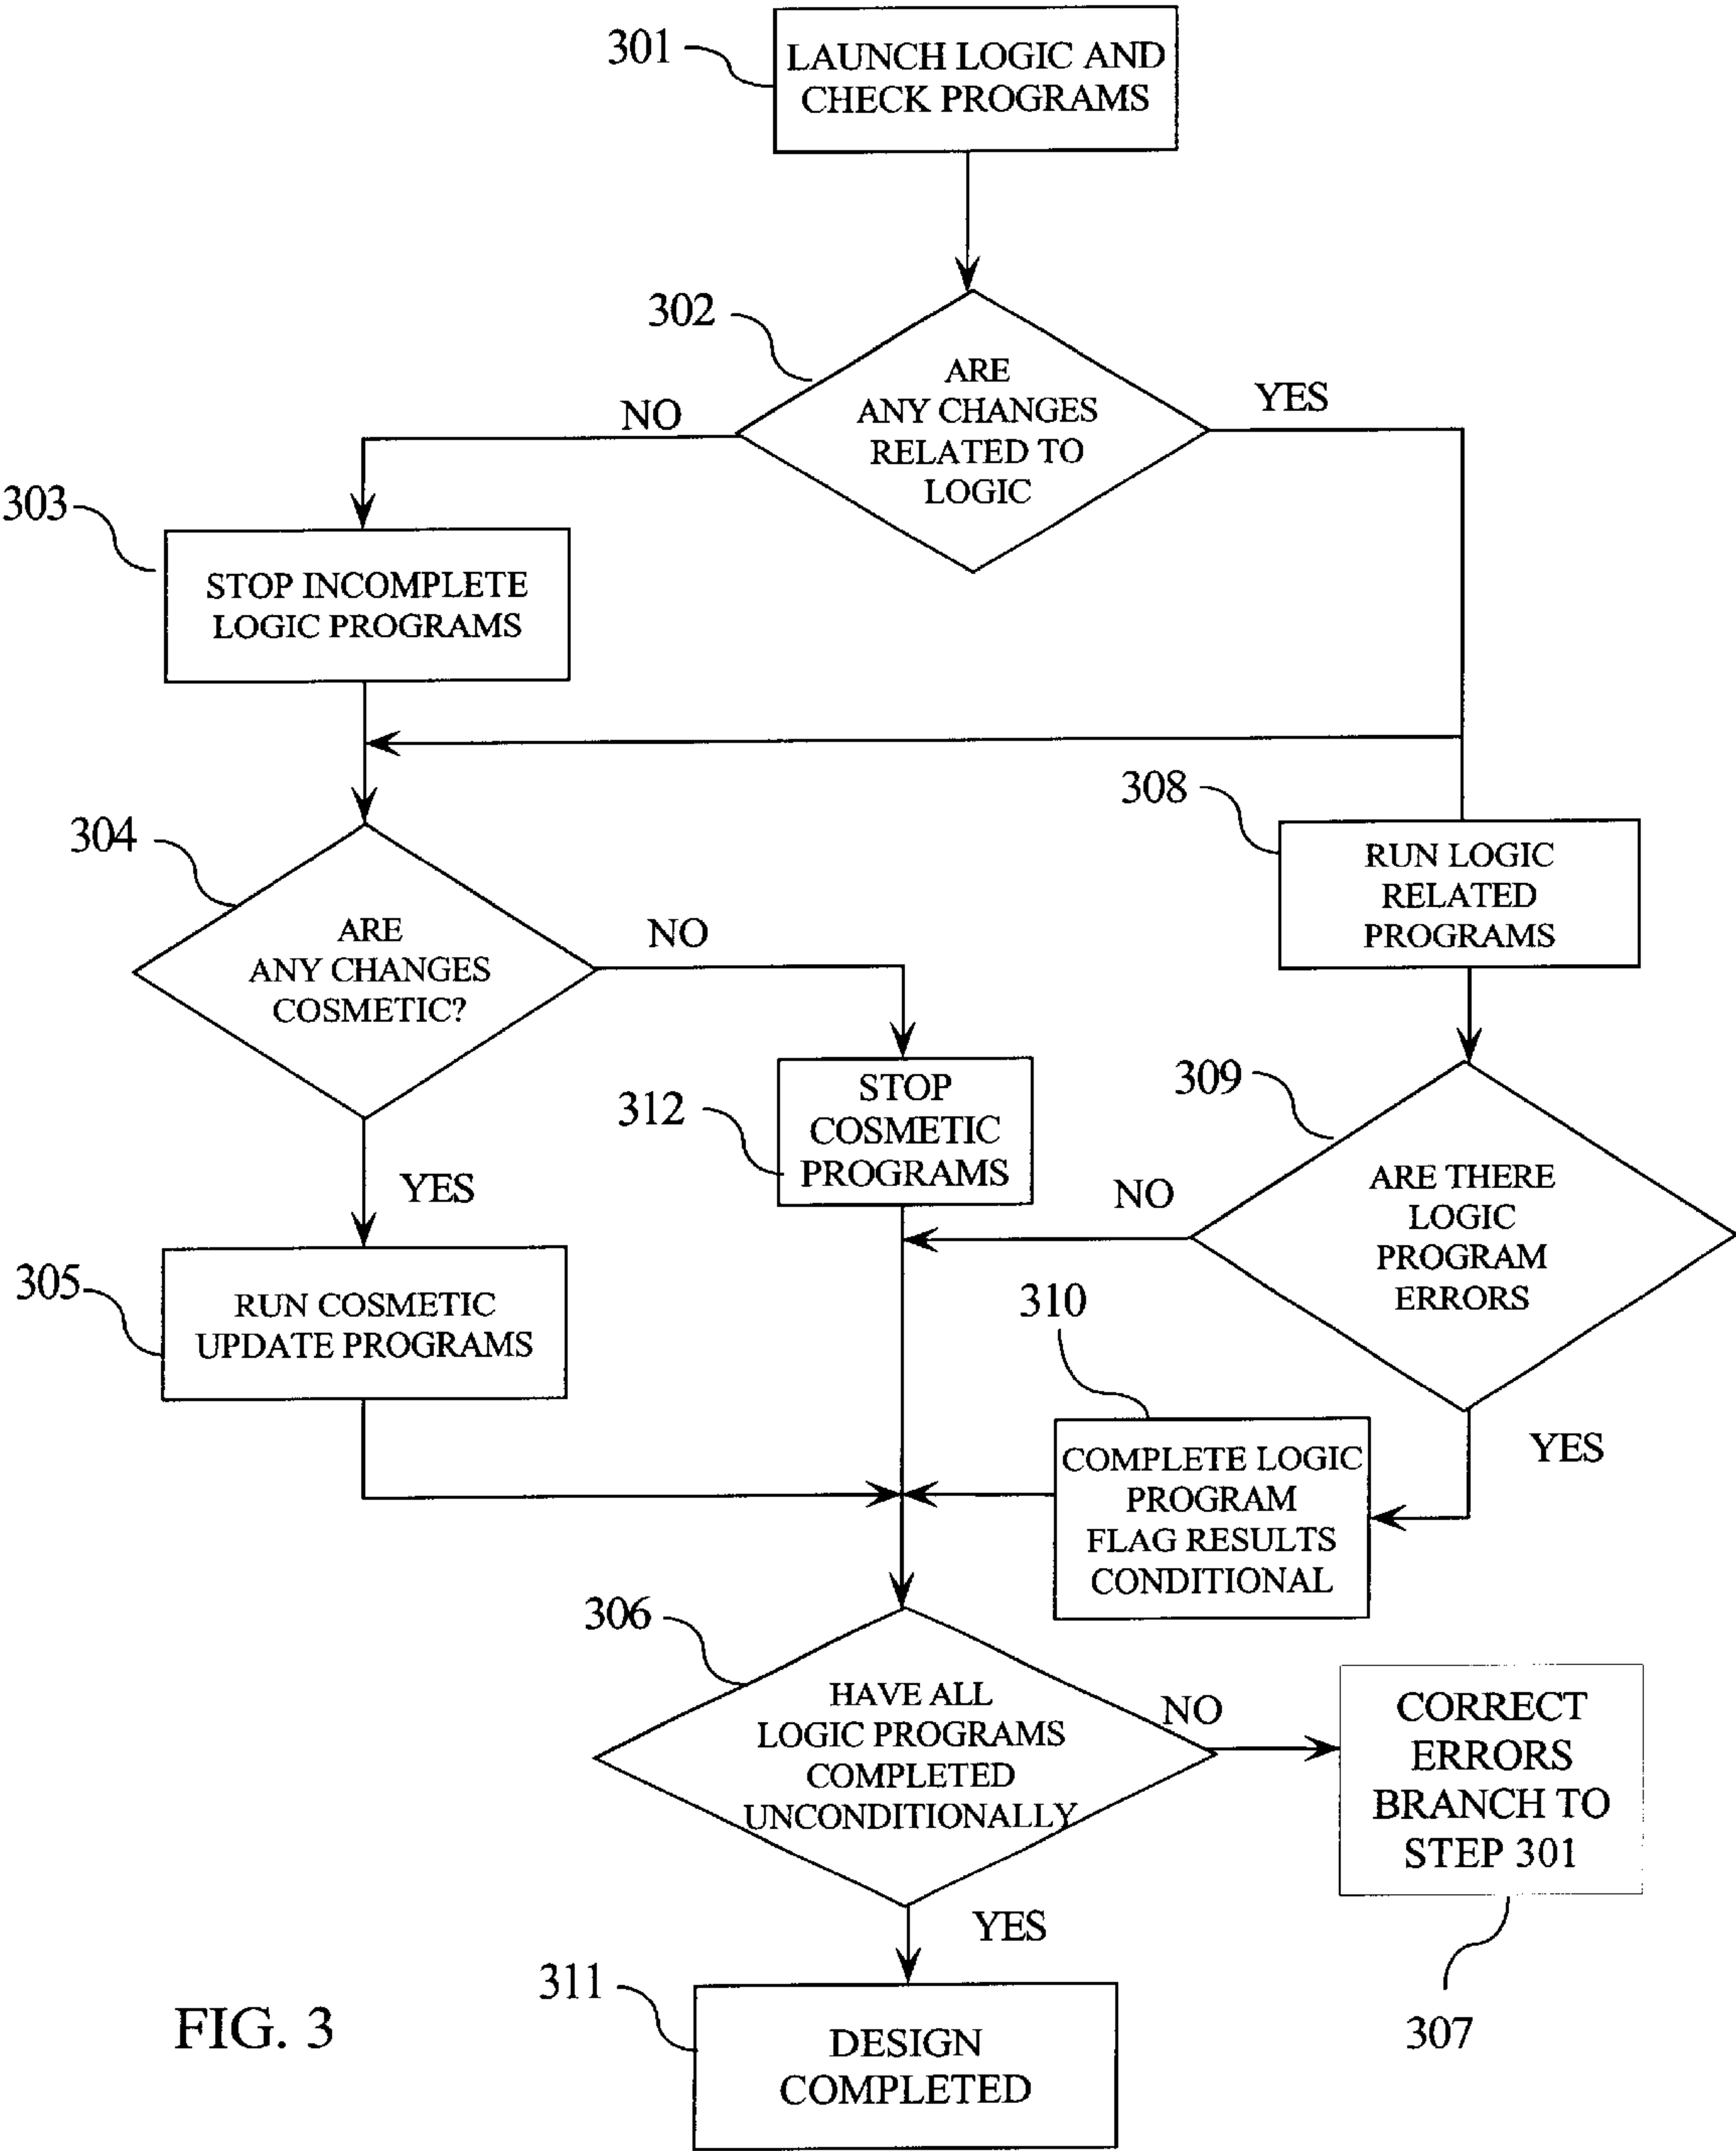 301
LAUNCH LOGIC AND
CHECK PROGRAMS
302
ARE
ANY CHANGES
RELATED TO
LOGIC
NO
YES
303
STOP INCOMPLETE
LOGIC PROGRAMS
308
RUN LOGIC
RELATED
PROGRAMS
304
ARE
ANY CHANGES
COSMETIC?
NO
YES
312
STOP
COSMETIC
PROGRAMS
309
ARE THERE
LOGIC
PROGRAM
ERRORS
NO
YES
305
RUN COSMETIC
UPDATE PROGRAMS
310
COMPLETE LOGIC
PROGRAM
FLAG RESULTS
CONDITIONAL
306
HAVE ALL
LOGIC PROGRAMS
COMPLETED
UNCONDITIONALLY
NO
YES
CORRECT
ERRORS
BRANCH TO
STEP 301
307
311
DESIGN
COMPLETED
FIG. 3